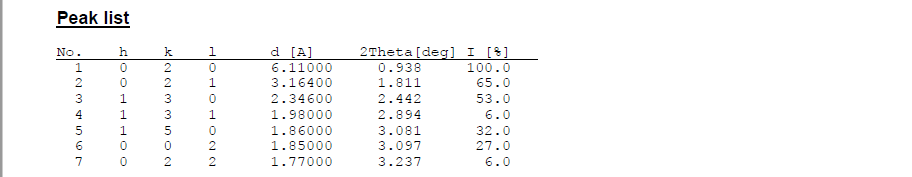 Peak list
No. h k l d [A] 2Theta[deg] I [%]
1 0 2 0 6.11000 0.938 100.0
2 0 2 1 3.16400 1.811 65.0
3 1 3 0 2.34600 2.442 53.0
4 1 3 1 1.98000 2.894 6.0
5 1 5 0 1.86000 3.081 32.0
6 0 0 2 1.85000 3.097 27.0
7 0 2 2 1.77000 3.237 6.0